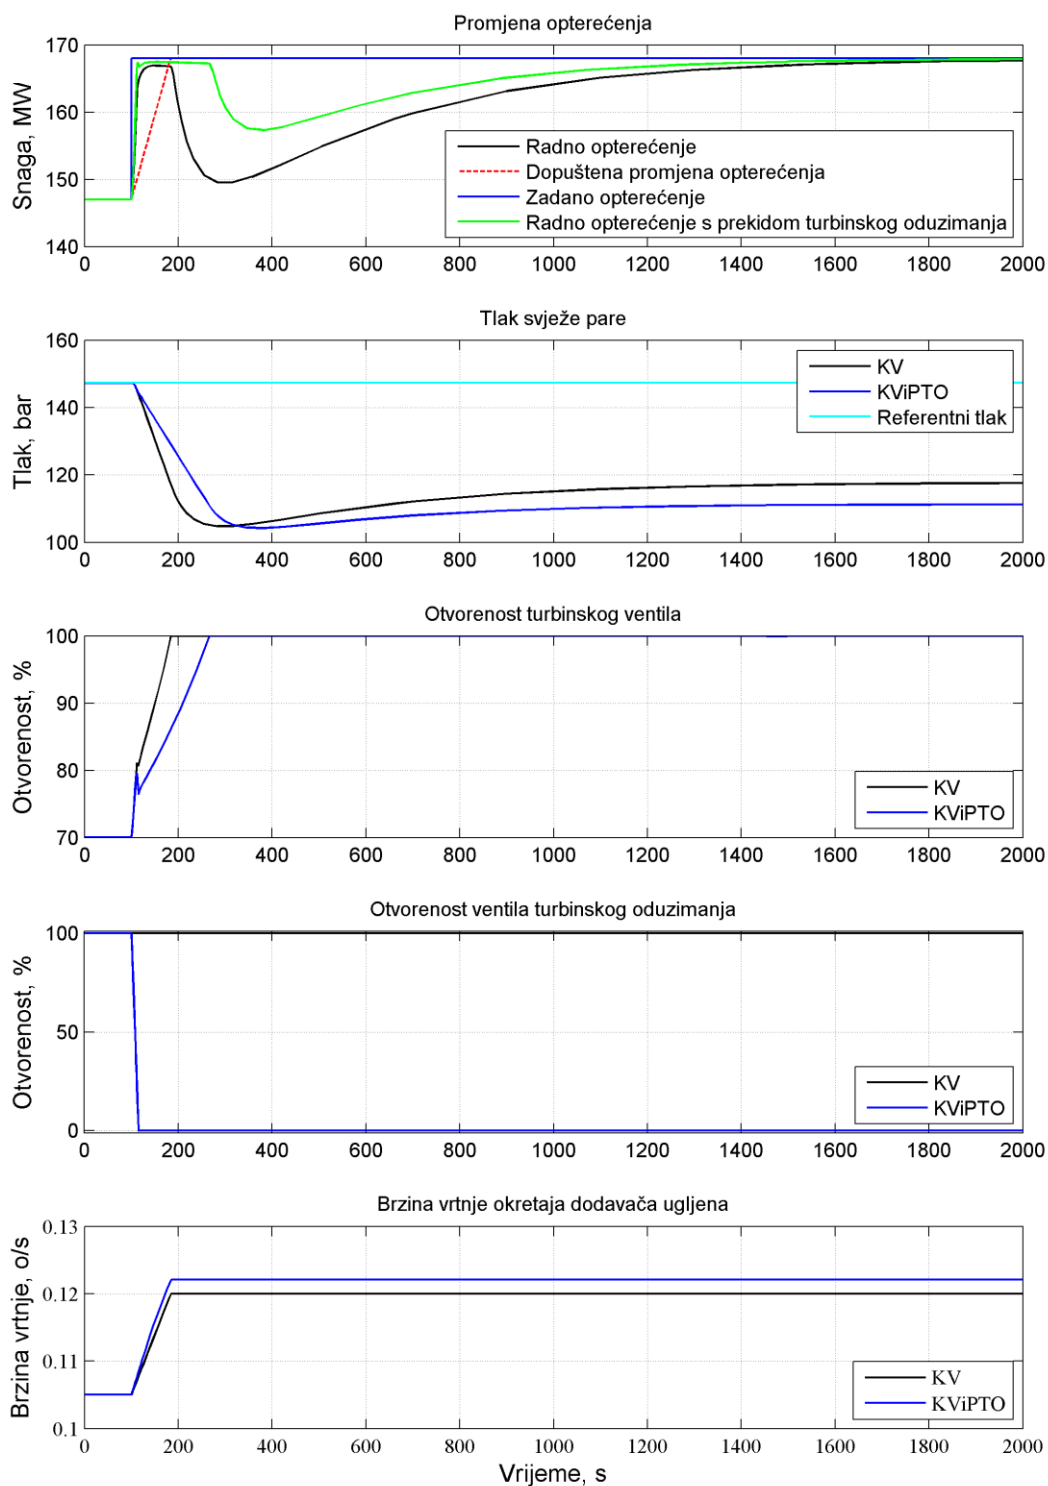 Promjena opterećenja
170
160
150
140
Snaga, MW
Radno opterećenje
Dopuštena promjena opterećenja
Zadano opterećenje
Radno opterećenje s prekidom turbinskog oduzimanja
0 200 400 600 800 1000 1200 1400 1600 1800 2000
Tlak svježe pare
160
140
120
100
Tlak, bar
KV
KViPTO
Referentni tlak
0 200 400 600 800 1000 1200 1400 1600 1800 2000
Otvorenost turbinskog ventila
100
90
80
70
Otvorenost, %
KV
KViPTO
0 200 400 600 800 1000 1200 1400 1600 1800 2000
Otvorenost ventila turbinskog oduzimanja
100
50
0
Otvorenost, %
KV
KViPTO
0 200 400 600 800 1000 1200 1400 1600 1800 2000
Brzina vrtnje okretaja dodavača ugljena
0.13
0.12
0.11
0.1
Brzina vrtnje, o/s
KV
KViPTO
0 200 400 600 800 1000 1200 1400 1600 1800 2000
Vrijeme, s